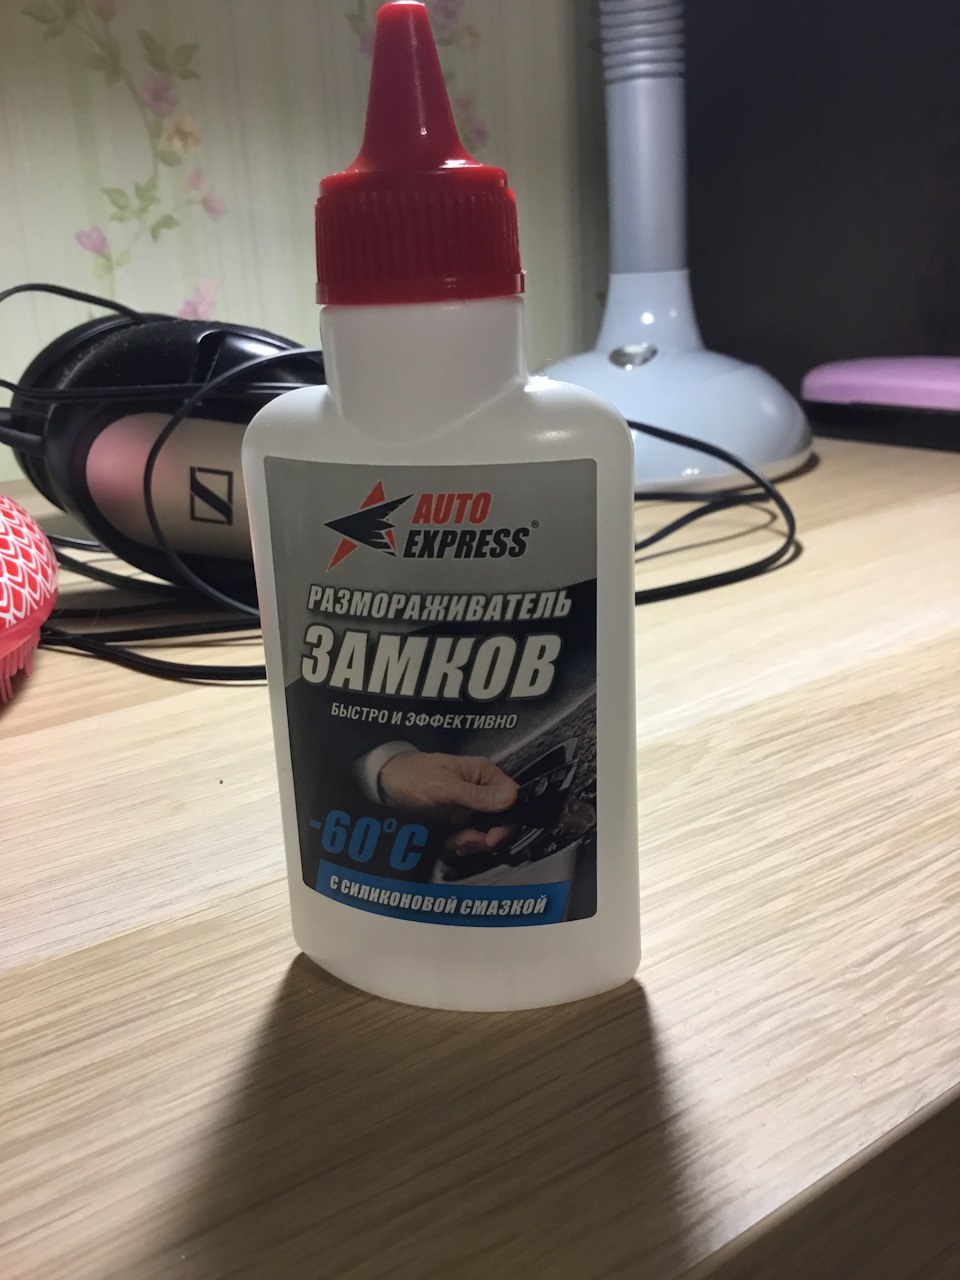 AUTO
EXPRESS®
РАЗМОРАЖИВАТЕЛЬ
ЗАМКОВ
БЫСТРО И ЭФФЕКТИВНО
-60°C
С СИЛИКОНОВОЙ СМАЗКОЙ